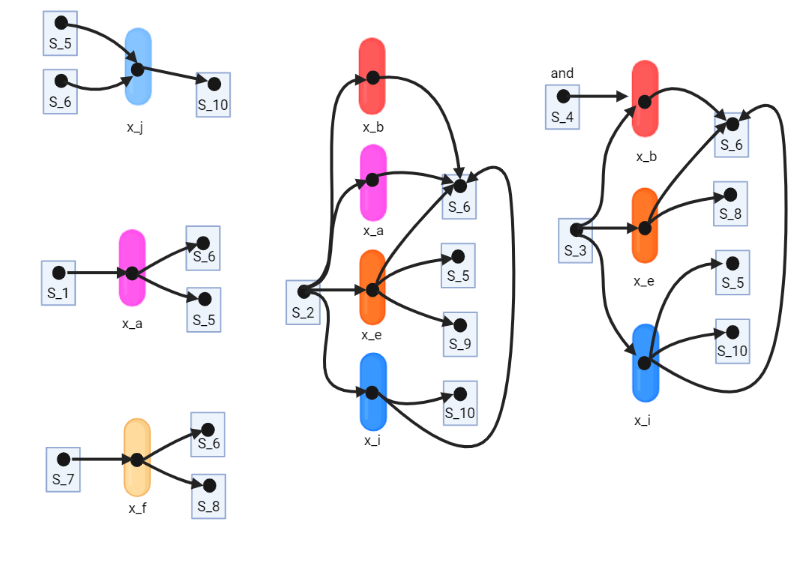 S_5
S_6
S_10
x_j
S_1
S_6
S_5
x_a
S_7
S_6
S_8
x_f
x_b
x_a
S_6
S_2
S_5
x_e
S_9
S_10
x_i
and
S_4
x_b
S_6
S_3
S_8
x_e
S_5
S_10
x_i